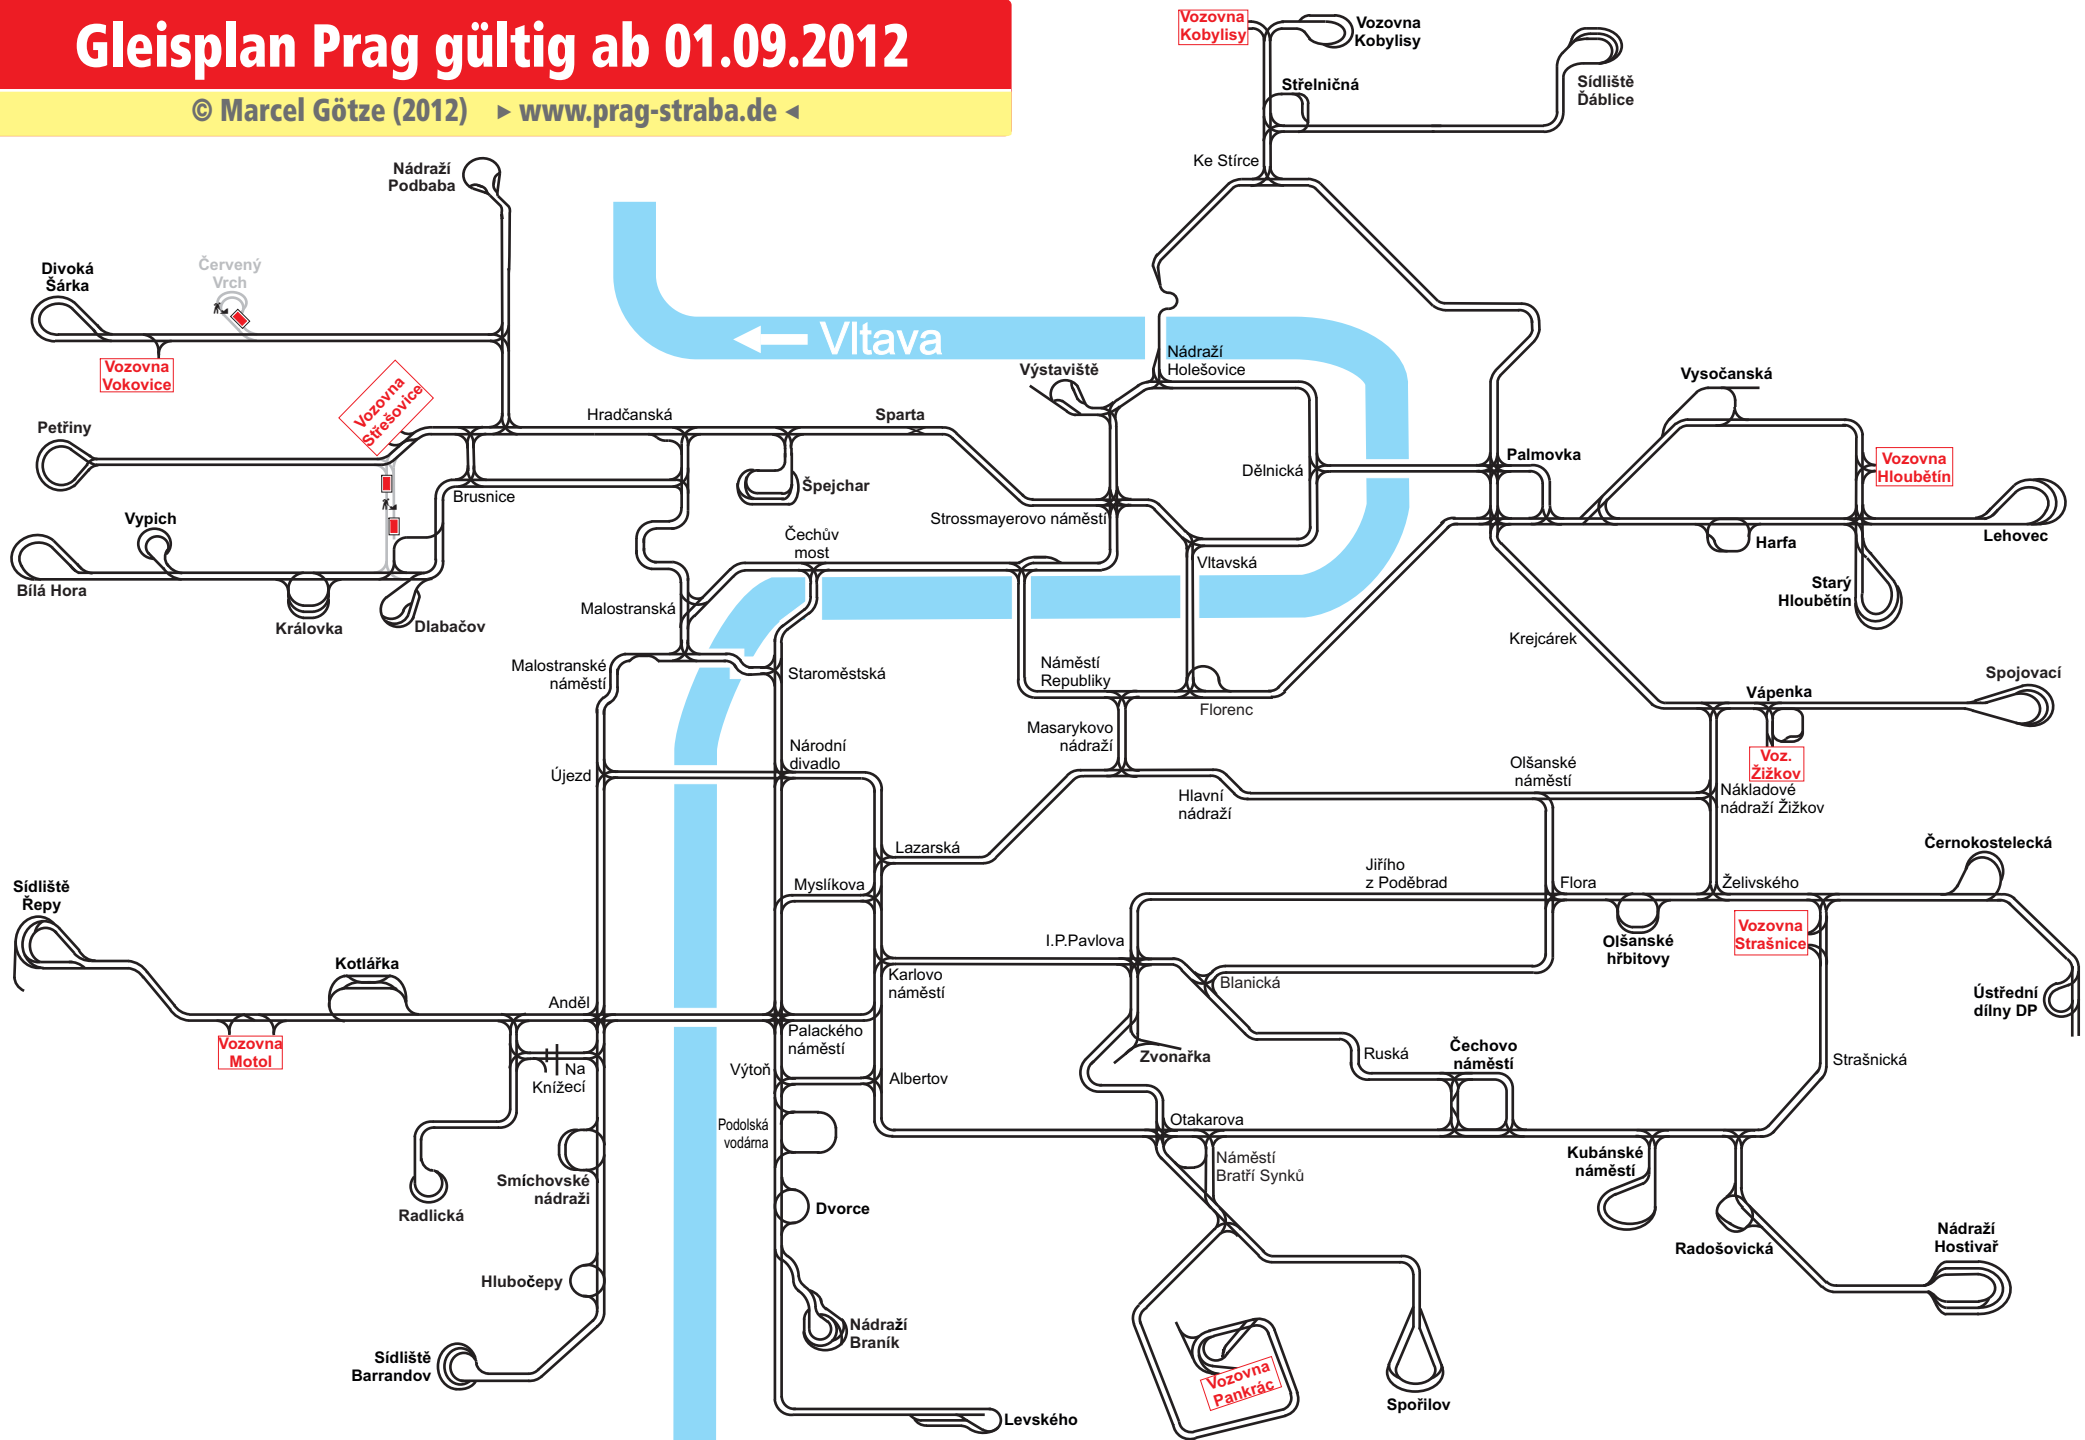 Gleisplan Prag gültig ab 01.09.2012
© Marcel Götze (2012) ▸ www.prag-straba.de ◂
Vozovna
Kobylisy
Vozovna
Kobylisy
Střelničná
Sídliště
Ďáblice
Ke Stírce
Nádraží
Podbaba
Divoká
Šárka
Červený
Vrch
Vozovna
Vokovice
Vozovna
Střešovice
Vltava
Nádraží
Holešovice
Výstaviště
Vysočanská
Petřiny
Hradčanská
Sparta
Palmovka
Dělnická
Vozovna
Hloubětín
Špejchar
Brusnice
Vypich
Strossmayerovo náměstí
Čechův
most
Vltavská
Harfa
Lehovec
Bílá Hora
Královka
Dlabačov
Malostranská
Starý
Hloubětín
Krejcárek
Malostranské
náměstí
Staroměstská
Náměstí
Republiky
Florenc
Vápenka
Spojovací
Masarykovo
nádraží
Národní
divadlo
Újezd
Olšanské
náměstí
Voz.
Žižkov
Hlavní
nádraží
Nákladové
nádraží Žižkov
Lazarská
Černokostelecká
Jiřího
z Poděbrad
Myslíkova
Flora
Želivského
Sídliště
Řepy
Vozovna
Strašnice
I.P.Pavlova
Olšanské
hřbitovy
Kotlářka
Karlovo
náměstí
Blanická
Ústřední
dílny DP
Anděl
Palackého
náměstí
Vozovna
Motol
Zvonařka
Ruská
Čechovo
náměstí
Strašnická
Na
Knížecí
Výtoň
Albertov
Podolská
vodárna
Otakarova
Náměstí
Bratří Synků
Kubánské
náměstí
Smíchovské
nádraži
Radlická
Dvorce
Radošovická
Nádraží
Hostivař
Hlubočepy
Nádraží
Braník
Sídliště
Barrandov
Vozovna
Pankrác
Spořilov
Levského